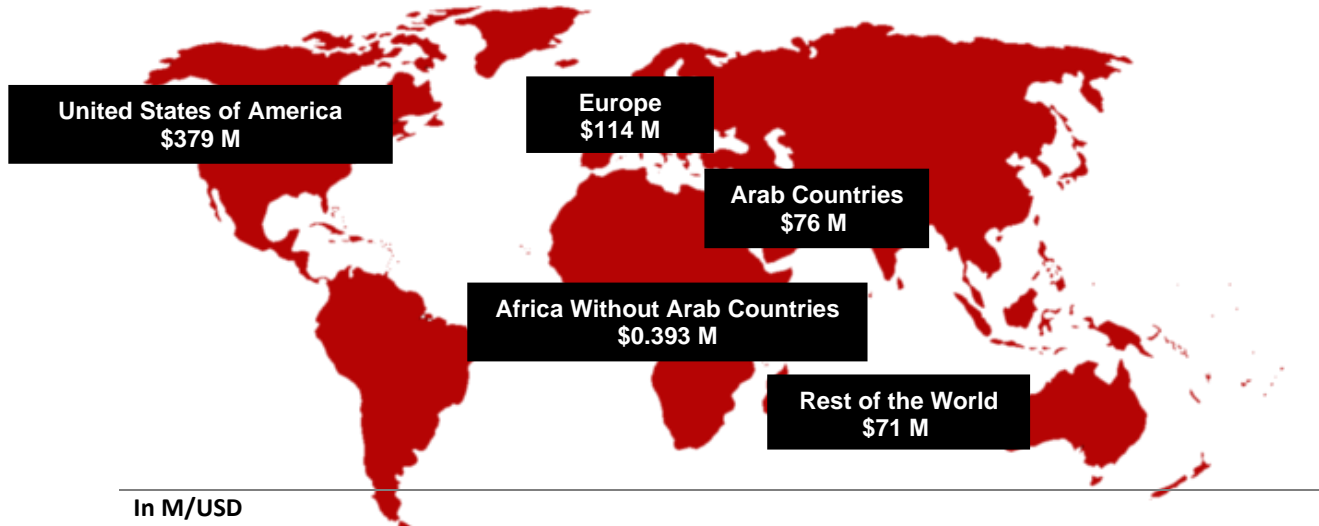 United States of America
$379 M
Europe
$114 M
Arab Countries
$76 M
Africa Without Arab Countries
$0.393 M
Rest of the World
$71 M
In M/USD